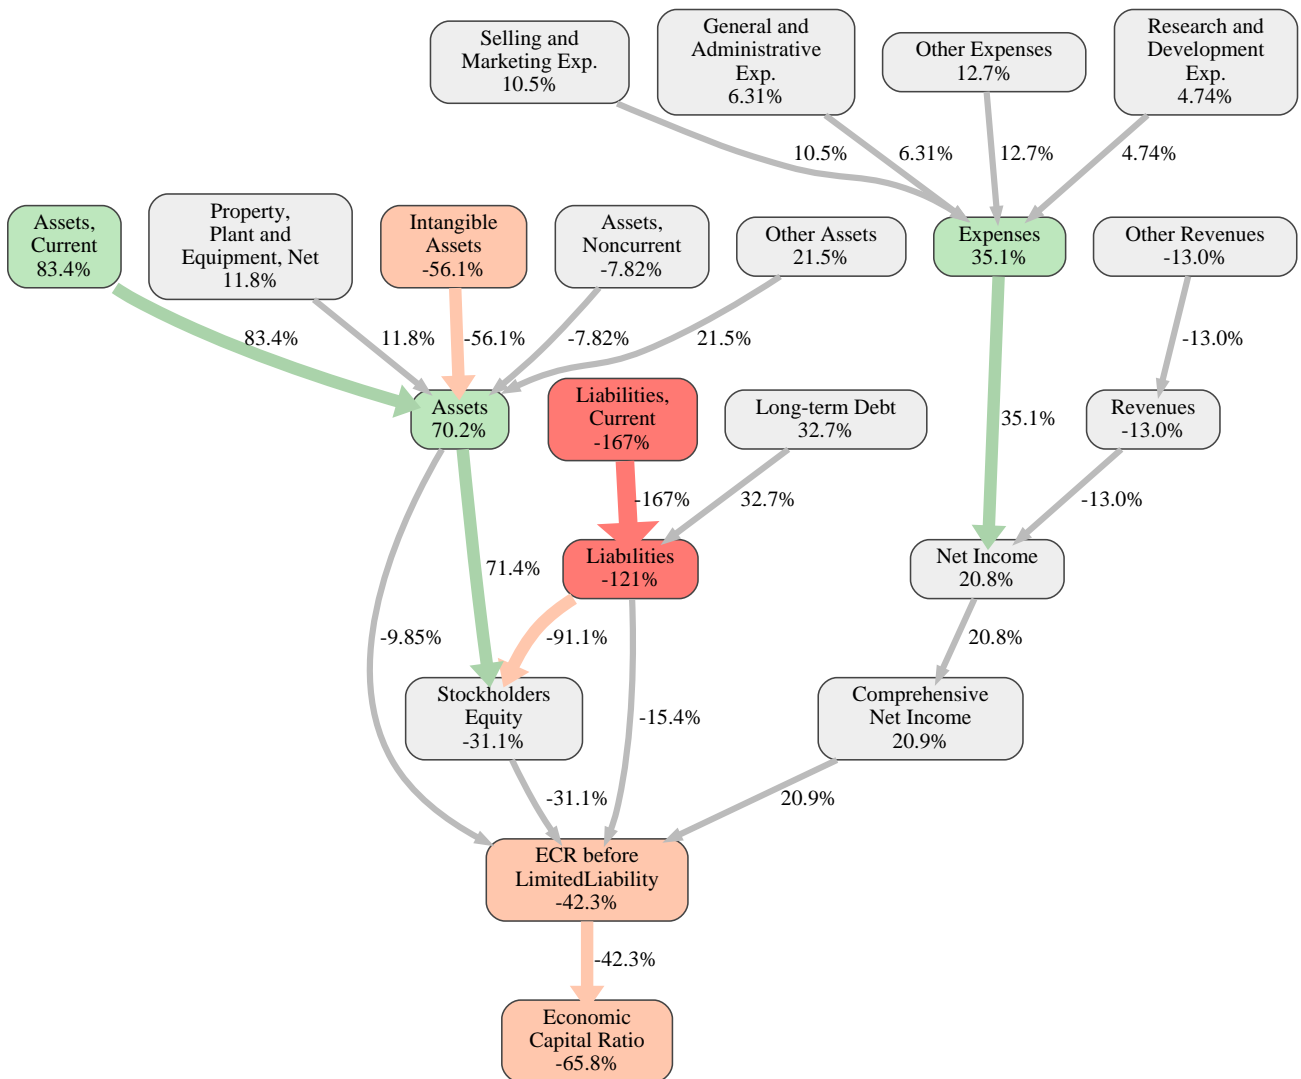 Selling and
Marketing Exp.
10.5%
General and
Administrative
Exp.
6.31%
Other Expenses
12.7%
Research and
Development
Exp.
4.74%
10.5%
6.31%
12.7%
4.74%
Assets,
Current
83.4%
Property,
Plant and
Equipment, Net
11.8%
Intangible
Assets
-56.1%
Assets,
Noncurrent
-7.82%
Other Assets
21.5%
Expenses
35.1%
Other Revenues
-13.0%
83.4%
11.8%
-56.1%
-7.82%
21.5%
-13.0%
Assets
70.2%
Liabilities,
Current
-167%
Long-term Debt
32.7%
35.1%
Revenues
-13.0%
-167%
32.7%
-13.0%
71.4%
Liabilities
-121%
Net Income
20.8%
-9.85%
-91.1%
20.8%
Stockholders
Equity
-31.1%
-15.4%
Comprehensive
Net Income
20.9%
-31.1%
20.9%
ECR before
LimitedLiability
-42.3%
-42.3%
Economic
Capital Ratio
-65.8%